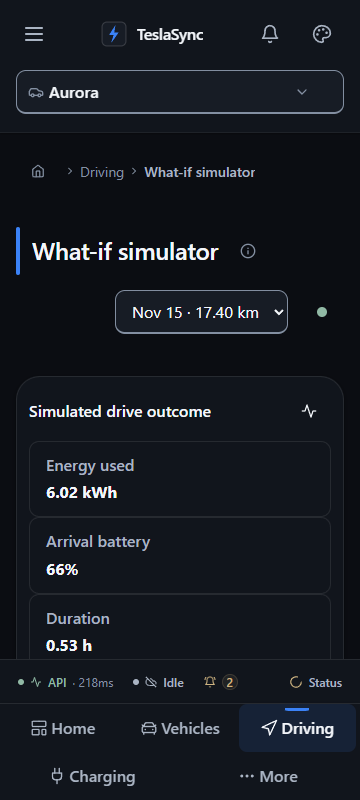 TeslaSync
Aurora
Driving What-if simulator
What-if simulator
Nov 15 · 17.40 km
Simulated drive outcome
Energy used
6.02 kWh
Arrival battery
66%
Duration
0.53 h
API · 218ms Idle 2 Status
Home Vehicles Driving
Charging More